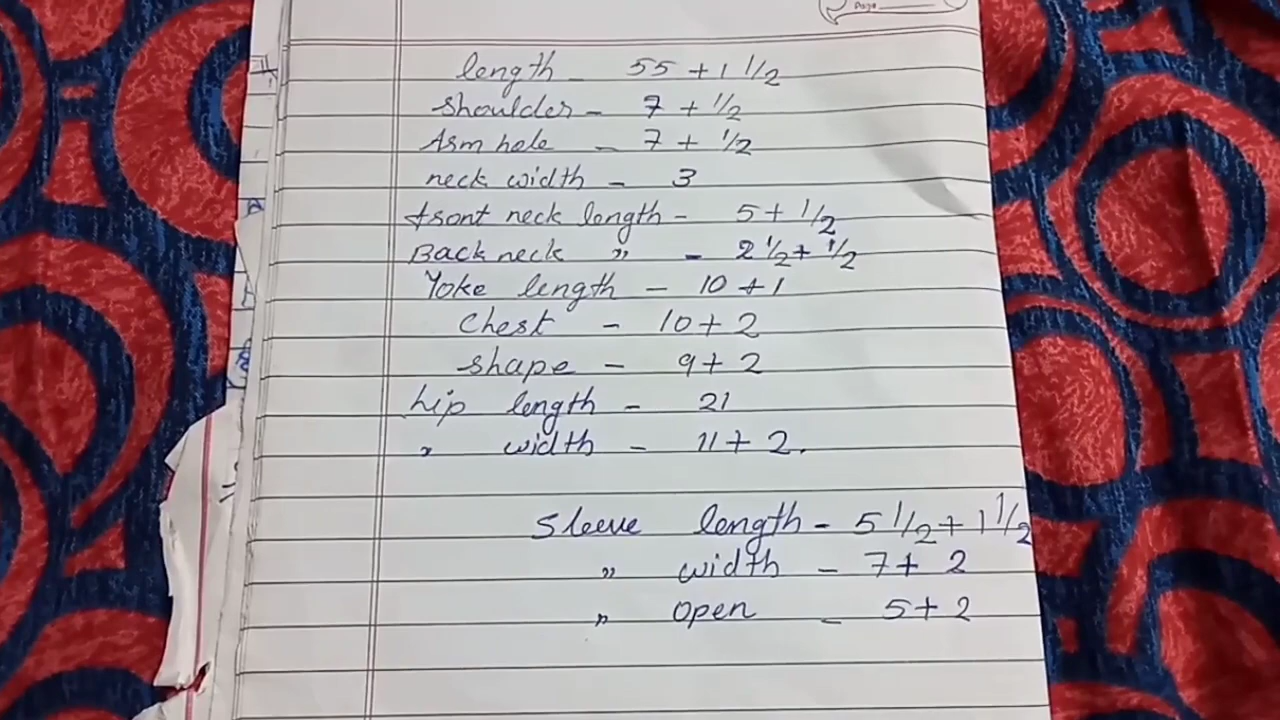 Page
length - 55 + 1 1/2
shoulder - 7 + 1/2
Arm hole - 7 + 1/2
neck width - 3
front neck length - 5 + 1/2
Back neck " - 2 1/2 + 1/2
Yoke length - 10 + 1
Chest - 10 + 2
shape - 9 + 2
hip length - 21
" width - 11 + 2.
Sleeve length - 5 1/2 + 1 1/2
" width - 7 + 2
" open - 5 + 2